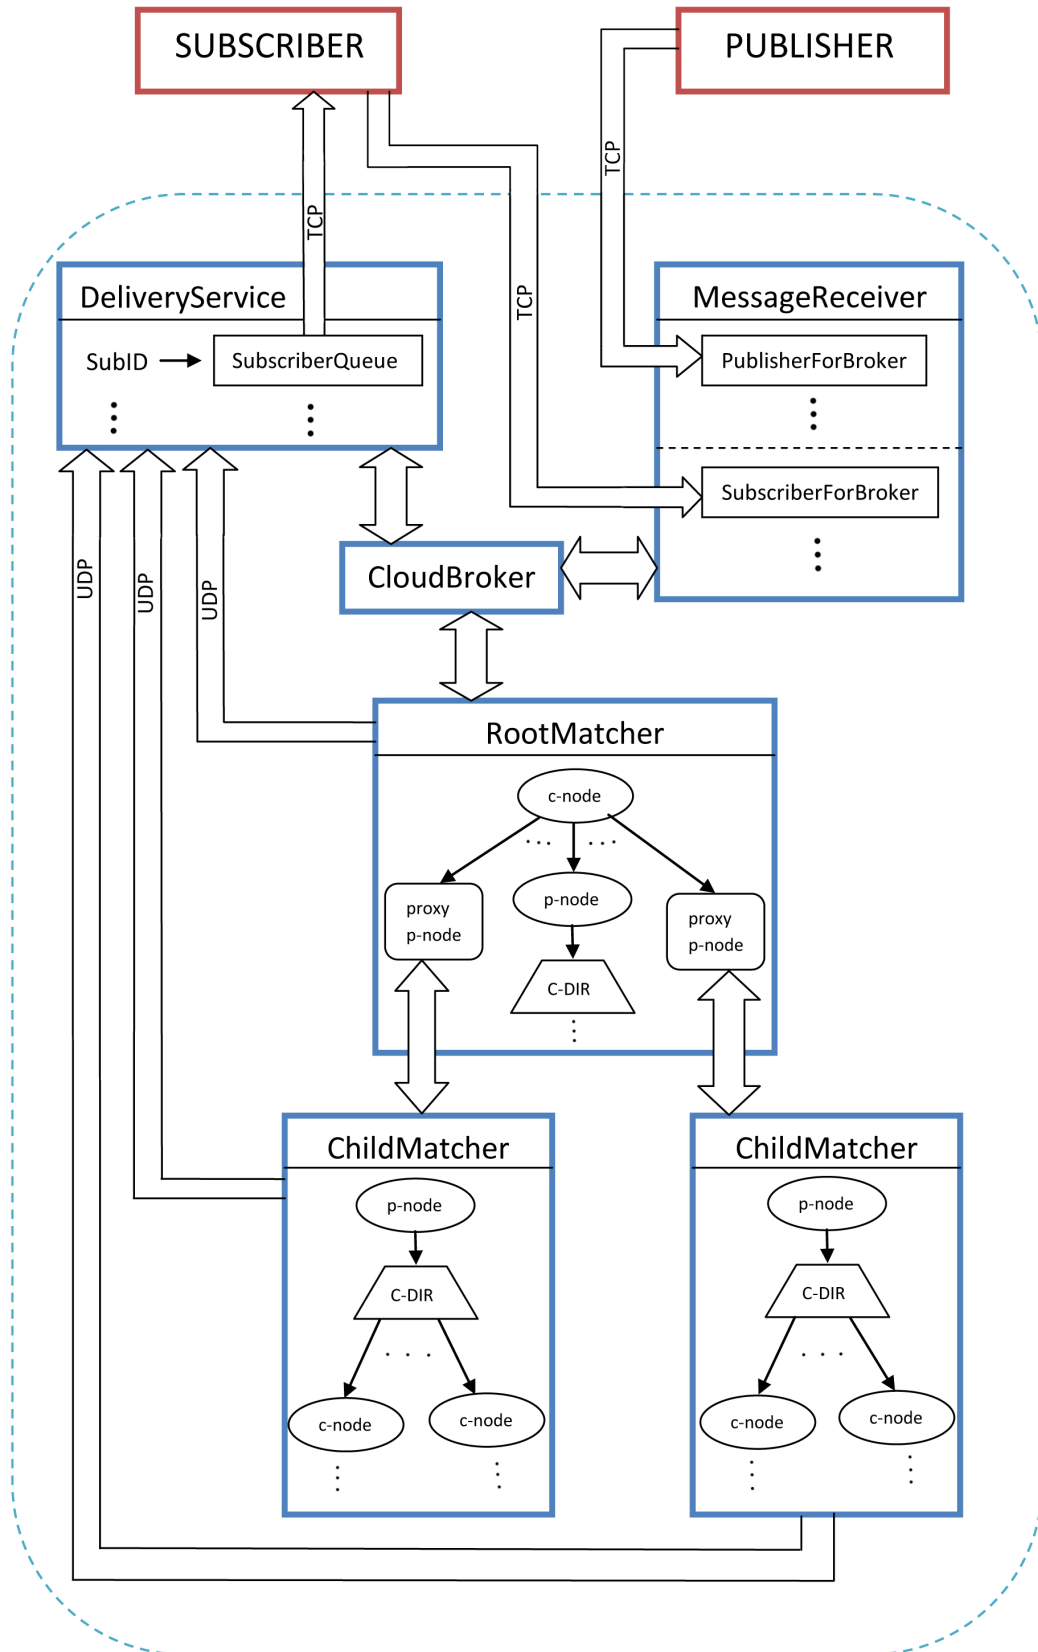 SUBSCRIBER
PUBLISHER
TCP
TCP
TCP
DeliveryService
SubID
SubscriberQueue
MessageReceiver
PublisherForBroker
SubscriberForBroker
UDP
UDP
UDP
CloudBroker
RootMatcher
c-node
proxy
p-node
p-node
proxy
p-node
C-DIR
ChildMatcher
p-node
C-DIR
c-node
c-node
ChildMatcher
p-node
C-DIR
c-node
c-node